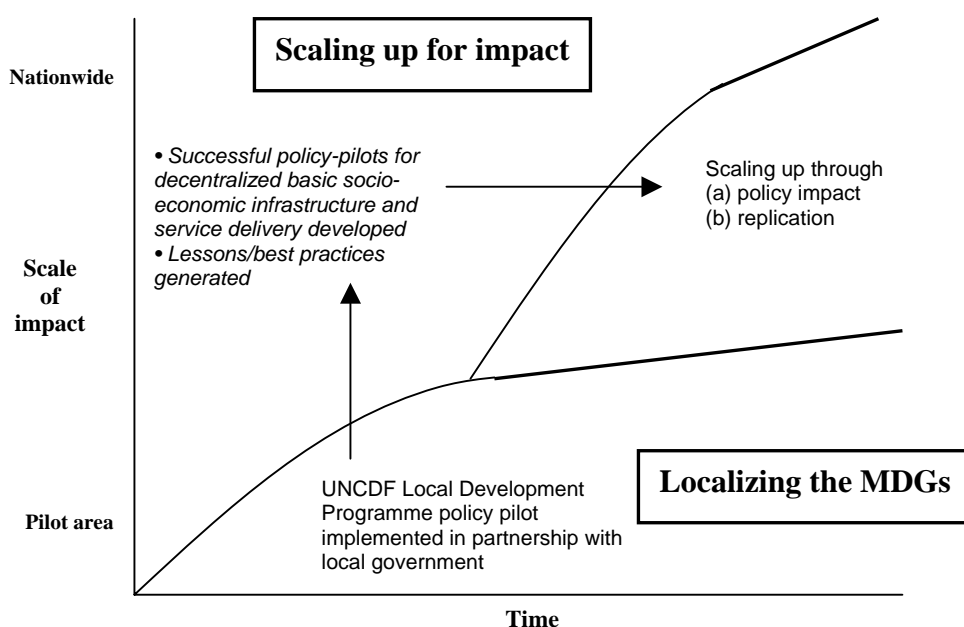 Scaling up for impact
Nationwide
• Successful policy-pilots for
decentralized basic socio-
economic infrastructure and
service delivery developed
• Lessons/best practices
generated
Scaling up through
(a) policy impact
(b) replication
Scale
of
impact
UNCDF Local Development
Programme policy pilot
implemented in partnership with
local government
Localizing the MDGs
Pilot area
Time